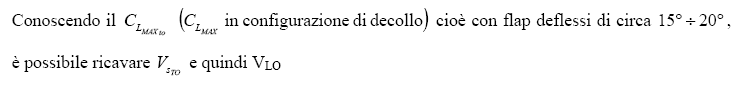 Conoscendo il C_{L_{MAX to}} (C_{L_{MAX}} in configurazione di decollo) cioè con flap deflessi di circa 15° ÷ 20° ,
è possibile ricavare V_{s_{TO}} e quindi V_{LO}